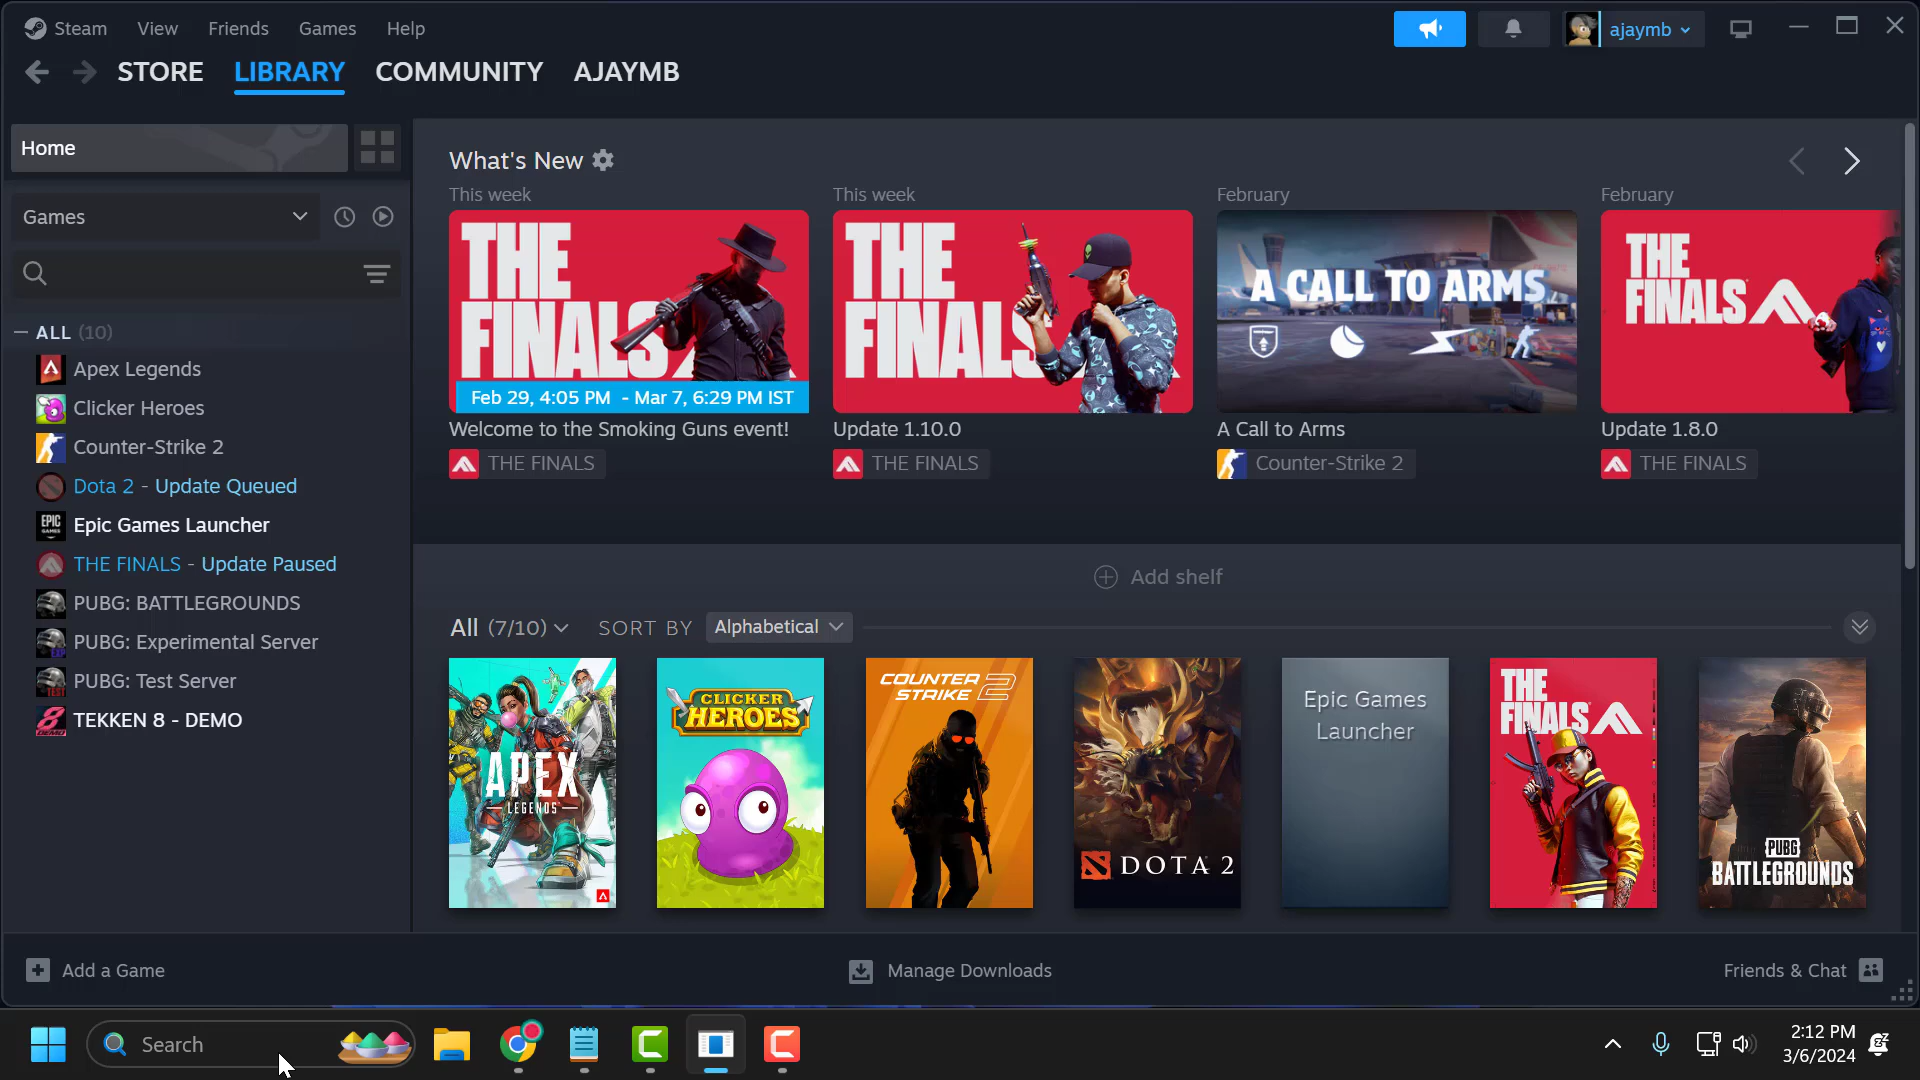 Steam View Friends Games Help
ajaymb
STORE LIBRARY COMMUNITY AJAYMB
Home
Games
ALL (10)
Apex Legends
Clicker Heroes
Counter-Strike 2
Dota 2 - Update Queued
Epic Games Launcher
THE FINALS - Update Paused
PUBG: BATTLEGROUNDS
PUBG: Experimental Server
PUBG: Test Server
TEKKEN 8 - DEMO
What's New
This week
THE
FINALS
Feb 29, 4:05 PM - Mar 7, 6:29 PM IST
Welcome to the Smoking Guns event!
THE FINALS
This week
THE
FINALS
Update 1.10.0
THE FINALS
February
A CALL TO ARMS
A Call to Arms
Counter-Strike 2
February
THE
FINALS
Update 1.8.0
THE FINALS
Add shelf
All (7/10) SORT BY Alphabetical
APEX
LEGENDS
CLICKER
HEROES
COUNTER
STRIKE 2
DOTA 2
Epic Games
Launcher
THE
FINALS
PUBG
BATTLEGROUNDS
Add a Game
Manage Downloads
Friends & Chat
Search
2:12 PM
3/6/2024